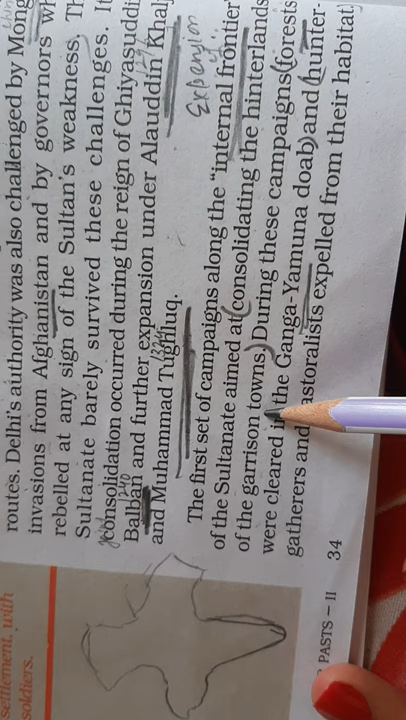 routes. Delhi's authority was also challenged by Mong
invasions from Afghanistan and by governors wh
rebelled at any sign of the Sultan's weakness. Th
Sultanate barely survived these challenges. It
consolidation occurred during the reign of Ghiyasuddi
Balban and further expansion under Alauddin Khalj
and Muhammad Tughluq.
Expansion
The first set of campaigns along the "internal frontier"
of the Sultanate aimed at (consolidating the hinterlands
of the garrison towns.) During these campaigns (forests
were cleared in the Ganga-Yamuna doab) and (hunter-
gatherers and pastoralists expelled from their habitat)
34
PASTS – II
settlement, with
soldiers.